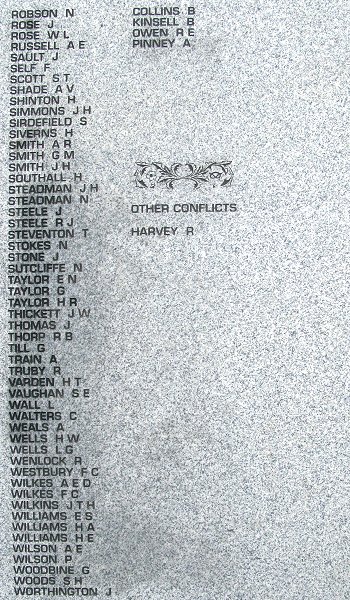 ROBSON N
ROSE J
ROSE W L
RUSSELL A E
SAULT J
SELF F
SCOTT S T
SHADE A V
SHINTON H
SIMMONS J H
SIRDEFIELD S
SIVERNS H
SMITH A R
SMITH G M
SMITH J H
SOUTHALL H
STEADMAN J H
STEADMAN N
STEELE J
STEELE R J
STEVENTON T
STOKES N
STONE J
SUTCLIFFE N
TAYLOR E N
TAYLOR G
TAYLOR H R
THICKETT J W
THOMAS J
THORP R B
TILL G
TRAIN A
TRUBY R
VARDEN H T
VAUGHAN S E
WALL L
WALTERS C
WEALS A
WELLS H W
WELLS L G
WENLOCK R
WESTBURY F C
WILKES A E D
WILKES F C
WILKINS J T H
WILLIAMS E S
WILLIAMS H A
WILLIAMS H E
WILSON A E
WILSON P
WOODBINE G
WOODS S H
WORTHINGTON J
COLLINS B
KINSELL B
OWEN R E
PINNEY A
OTHER CONFLICTS
HARVEY R